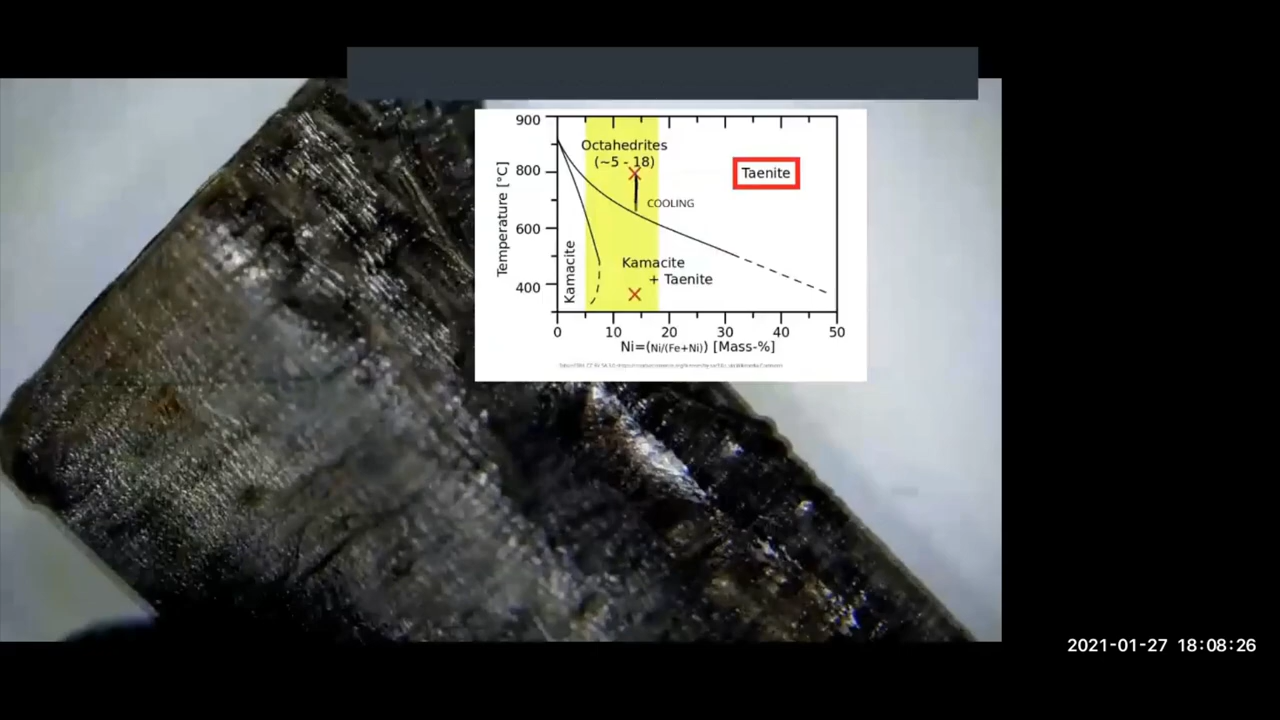 900
Octahedrites
(~5 - 18)
800
Taenite
Temperature [°C]
COOLING
600
Kamacite
Kamacite
+ Taenite
400
0 10 20 30 40 50
Ni=(Ni/(Fe+Ni)) [Mass-%]
2021-01-27 18:08:26